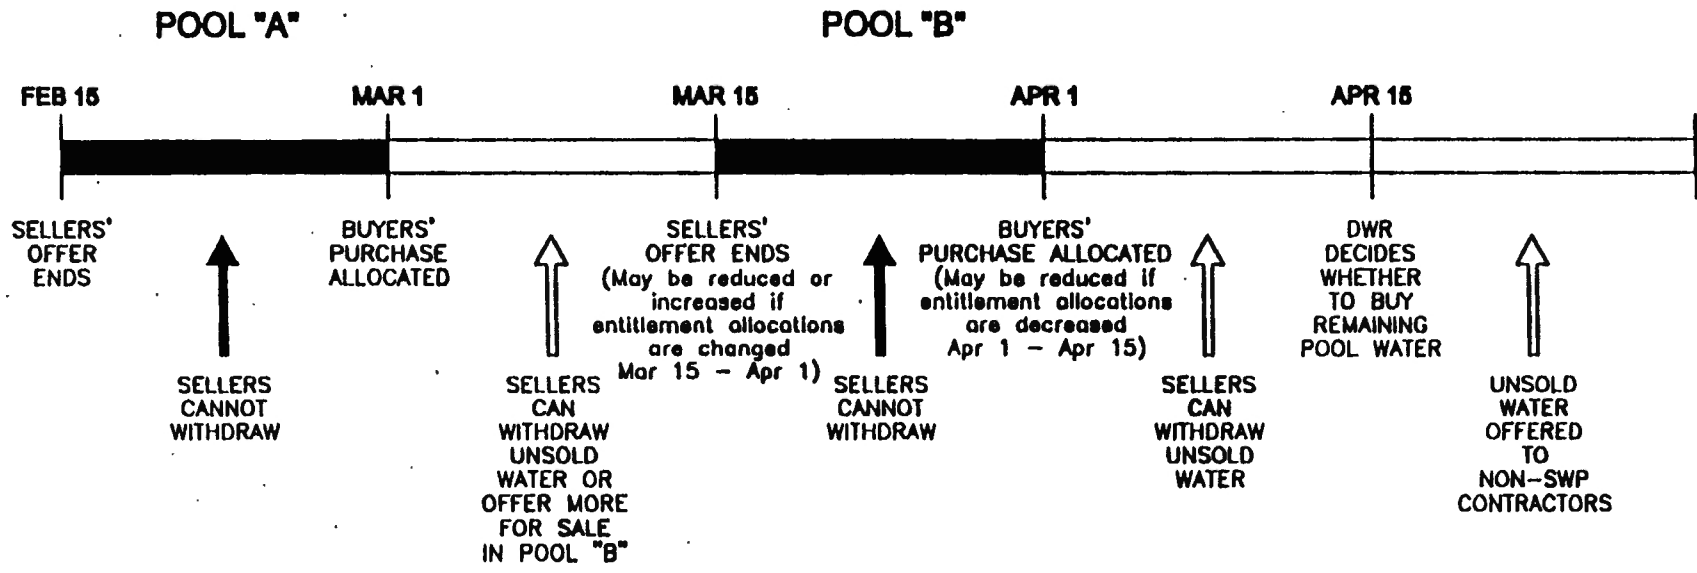 POOL "A"
POOL "B"
FEB 15
MAR 1
MAR 15
APR 1
APR 15
SELLERS'
OFFER
ENDS
BUYERS'
PURCHASE
ALLOCATED
SELLERS'
OFFER ENDS
(May be reduced or
increased if
entitlement allocations
are changed
Mar 15 - Apr 1)
BUYERS'
PURCHASE ALLOCATED
(May be reduced if
entitlement allocations
are decreased
Apr 1 - Apr 15)
DWR
DECIDES
WHETHER
TO BUY
REMAINING
POOL WATER
SELLERS
CANNOT
WITHDRAW
SELLERS
CAN
WITHDRAW
UNSOLD
WATER OR
OFFER MORE
FOR SALE
IN POOL "B"
SELLERS
CANNOT
WITHDRAW
SELLERS
CAN
WITHDRAW
UNSOLD
WATER
UNSOLD
WATER
OFFERED
TO
NON-SWP
CONTRACTORS